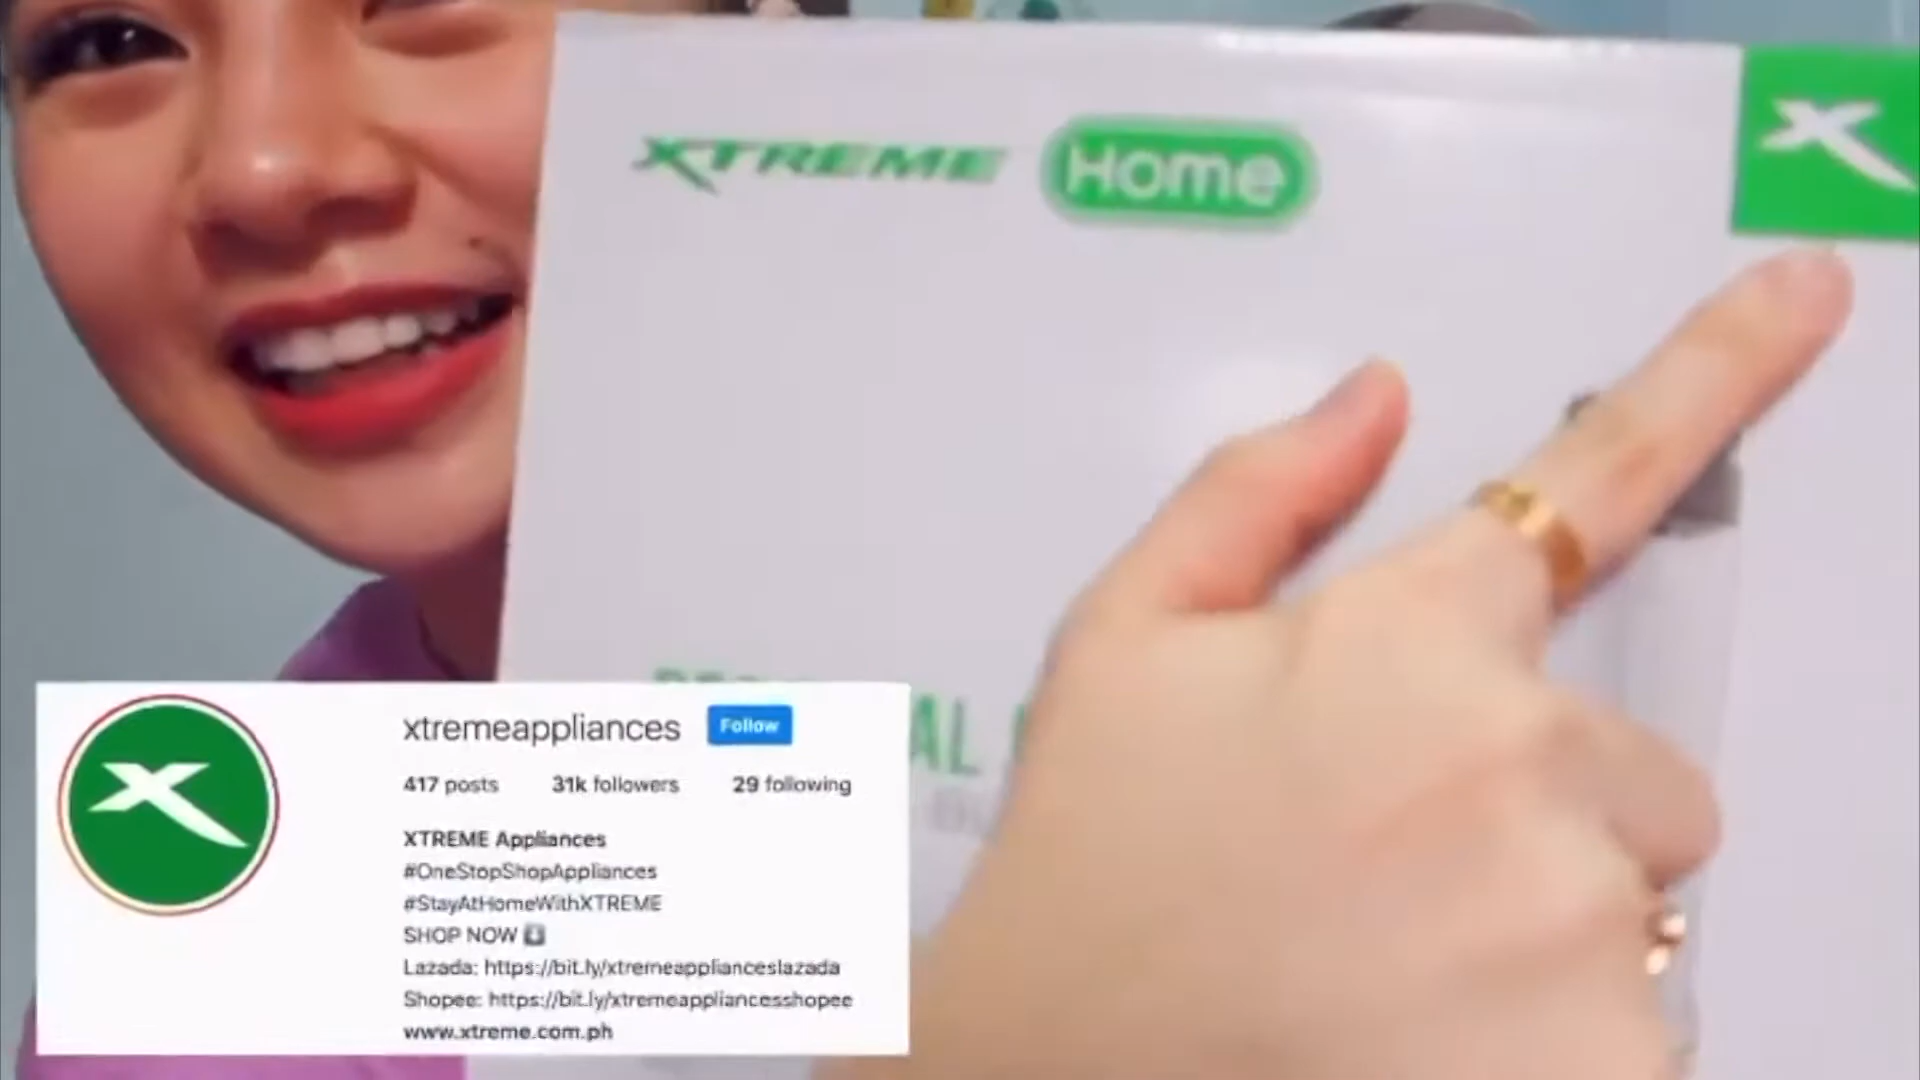 XTREME Home
xtremeappliances Follow
417 posts 31k followers 29 following
XTREME Appliances
#OneStopShopAppliances
#StayAtHomeWithXTREME
SHOP NOW
Lazada: https://bit.ly/xtremeapplianceslazada
Shopee: https://bit.ly/xtremeappliancesshopee
www.xtreme.com.ph